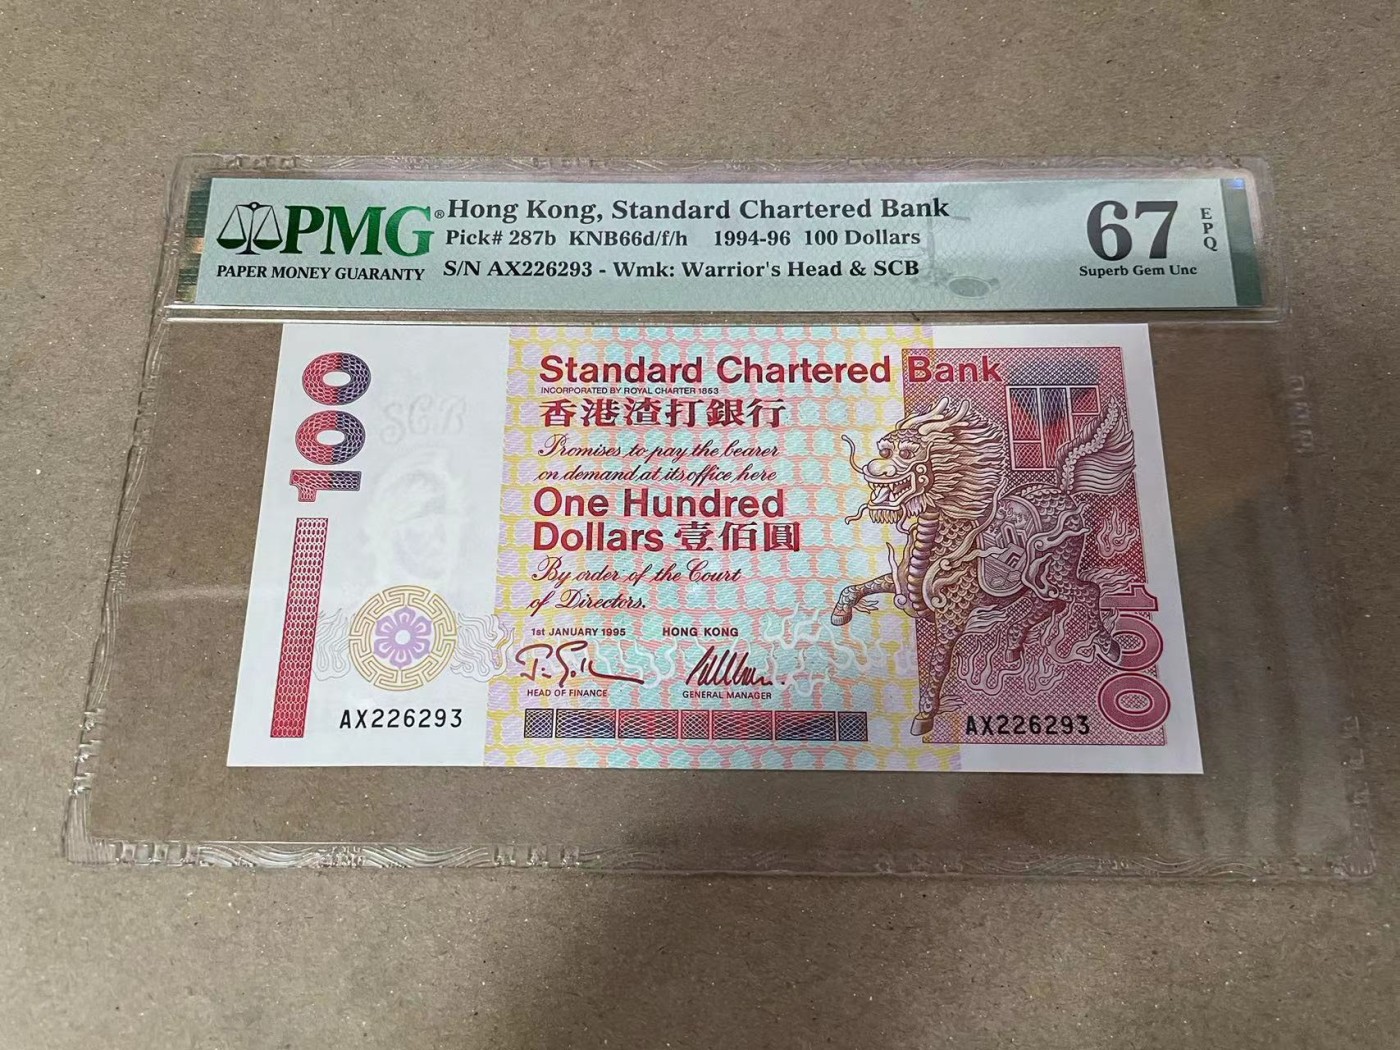 PMG®
PAPER MONEY GUARANTY
Hong Kong, Standard Chartered Bank
Pick# 287b KNB66d/f/h 1994-96 100 Dollars
S/N AX226293 - Wmk: Warrior's Head & SCB
67
EPQ
Superb Gem Unc
100
SCB
Standard Chartered Bank
INCORPORATED BY ROYAL CHARTER 1853
香港渣打銀行
Promises to pay the bearer
on demand at its office here
One Hundred
Dollars 壹佰圓
By order of the Court
of Directors.
1st JANUARY 1995 HONG KONG
HEAD OF FINANCE GENERAL MANAGER
AX226293
AX226293
100